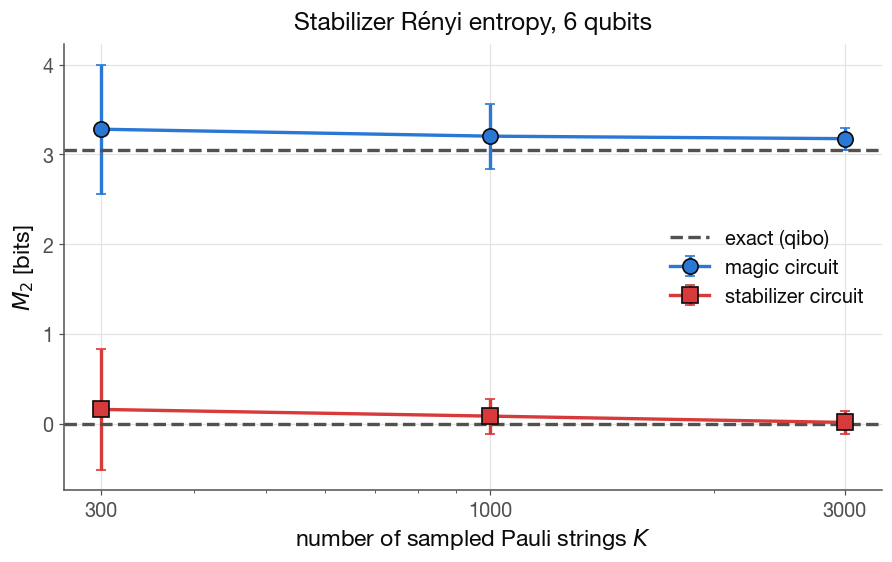 Stabilizer Rényi entropy, 6 qubits
M₂ [bits]
4
3
2
1
0
exact (qibo)
magic circuit
stabilizer circuit
300
1000
3000
number of sampled Pauli strings K